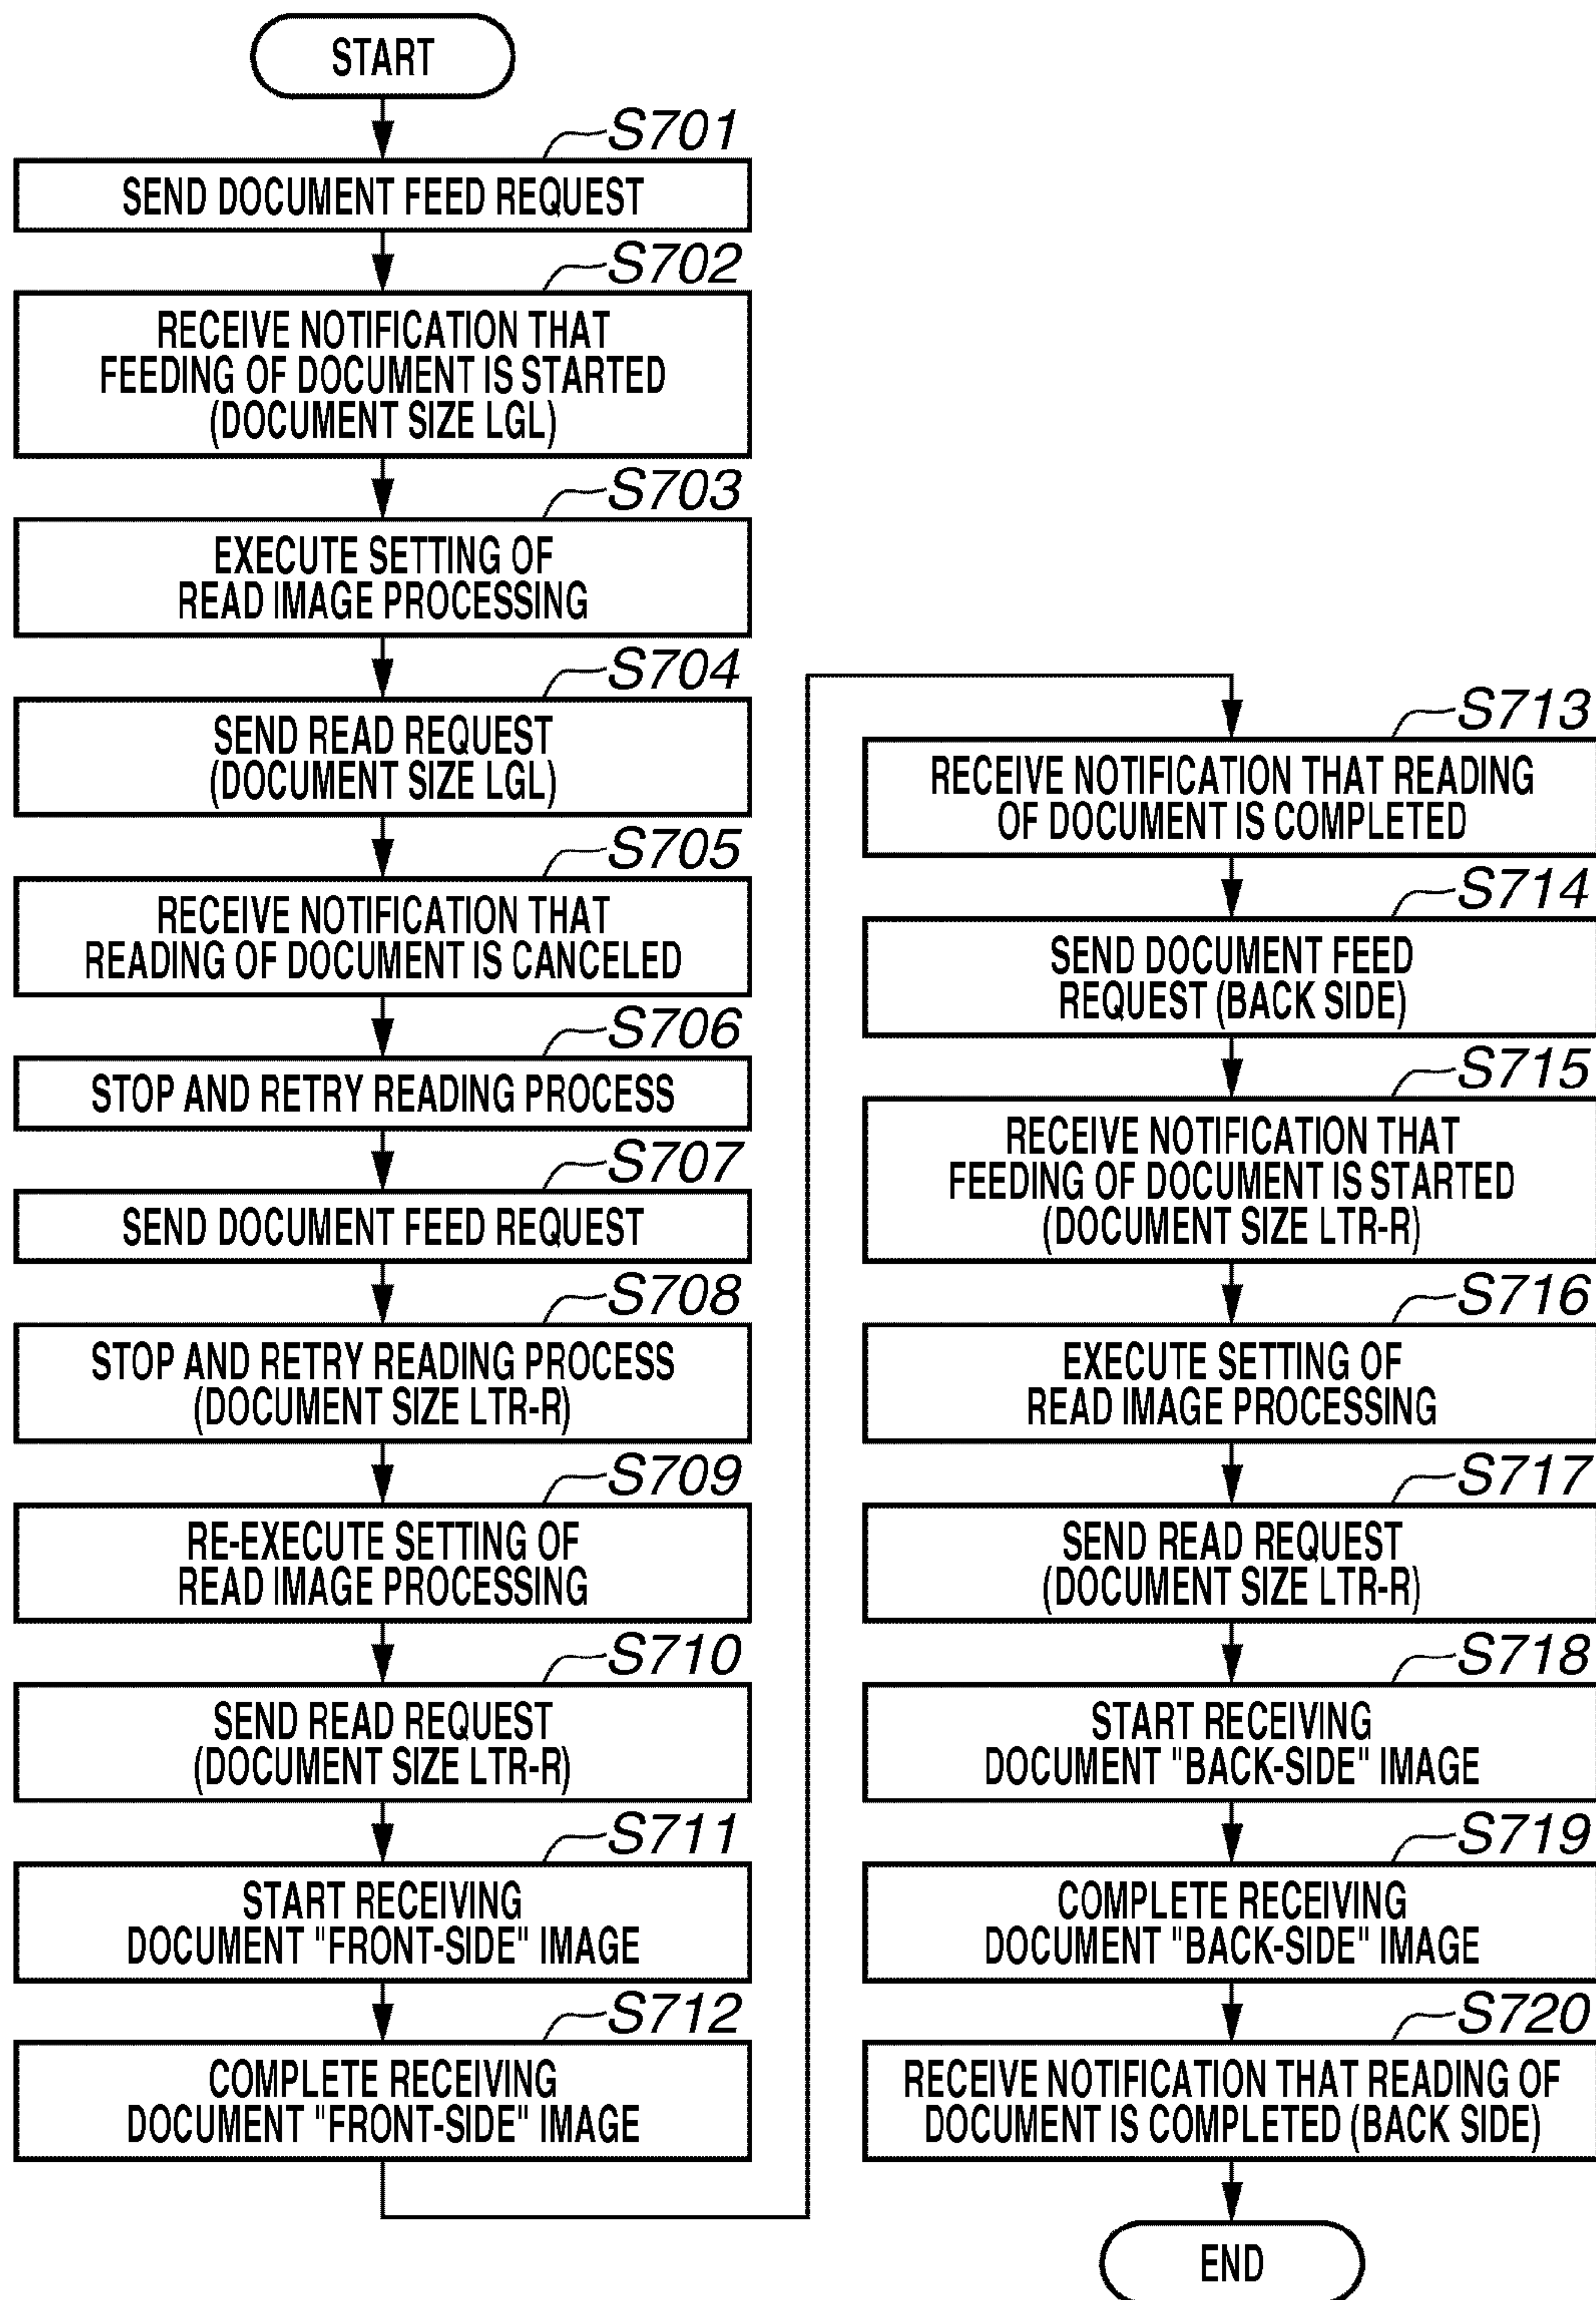 START
S701
SEND DOCUMENT FEED REQUEST
S702
RECEIVE NOTIFICATION THAT
FEEDING OF DOCUMENT IS STARTED
(DOCUMENT SIZE LGL)
S703
EXECUTE SETTING OF
READ IMAGE PROCESSING
S704
SEND READ REQUEST
(DOCUMENT SIZE LGL)
S705
RECEIVE NOTIFICATION THAT
READING OF DOCUMENT IS CANCELED
S706
STOP AND RETRY READING PROCESS
S707
SEND DOCUMENT FEED REQUEST
S708
STOP AND RETRY READING PROCESS
(DOCUMENT SIZE LTR-R)
S709
RE-EXECUTE SETTING OF
READ IMAGE PROCESSING
S710
SEND READ REQUEST
(DOCUMENT SIZE LTR-R)
S711
START RECEIVING
DOCUMENT "FRONT-SIDE" IMAGE
S712
COMPLETE RECEIVING
DOCUMENT "FRONT-SIDE" IMAGE
S713
RECEIVE NOTIFICATION THAT READING
OF DOCUMENT IS COMPLETED
S714
SEND DOCUMENT FEED
REQUEST (BACK SIDE)
S715
RECEIVE NOTIFICATION THAT
FEEDING OF DOCUMENT IS STARTED
(DOCUMENT SIZE LTR-R)
S716
EXECUTE SETTING OF
READ IMAGE PROCESSING
S717
SEND READ REQUEST
(DOCUMENT SIZE LTR-R)
S718
START RECEIVING
DOCUMENT "BACK-SIDE" IMAGE
S719
COMPLETE RECEIVING
DOCUMENT "BACK-SIDE" IMAGE
S720
RECEIVE NOTIFICATION THAT READING OF
DOCUMENT IS COMPLETED (BACK SIDE)
END